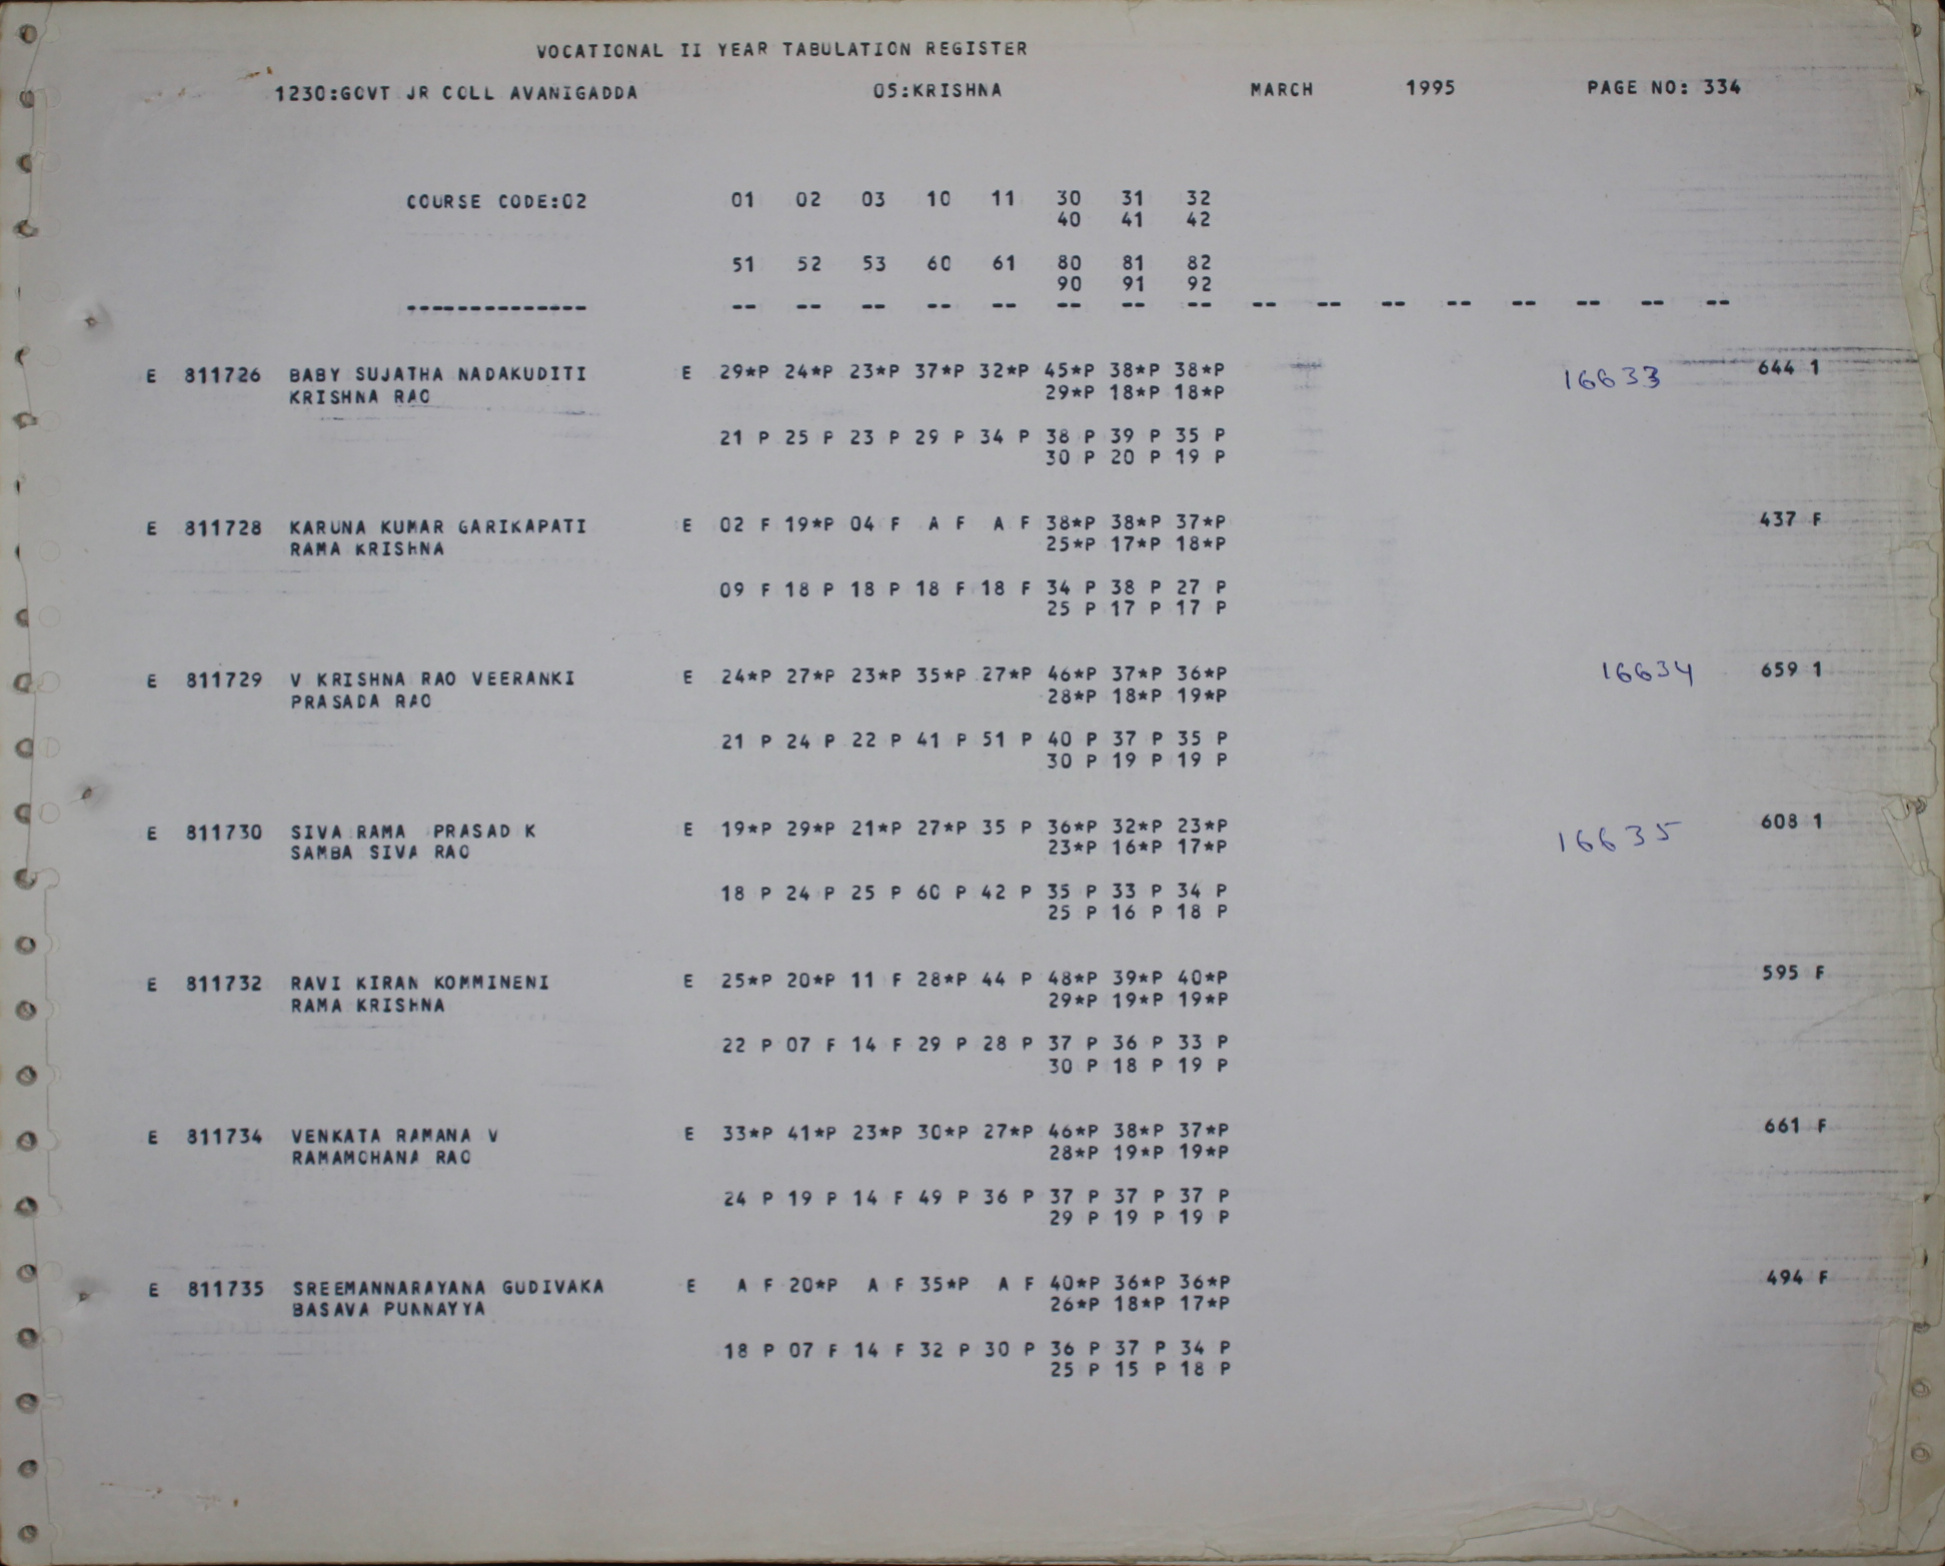 VOCATIONAL II YEAR TABULATION REGISTER
1230:GOVT JR COLL AVANIGADDA 05:KRISHNA MARCH 1995 PAGE NO: 334
COURSE CODE:02 01 02 03 10 11 30 31 32
40 41 42
51 52 53 60 61 80 81 82
90 91 92
-------------- -- -- -- -- -- -- -- -- -- -- -- -- -- -- -- --
E 811726 BABY SUJATHA NADAKUDITI E 29*P 24*P 23*P 37*P 32*P 45*P 38*P 38*P 16633 644 1
KRISHNA RAO 29*P 18*P 18*P
21 P 25 P 23 P 29 P 34 P 38 P 39 P 35 P
30 P 20 P 19 P
E 811728 KARUNA KUMAR GARIKAPATI E 02 F 19*P 04 F A F A F 38*P 38*P 37*P 437 F
RAMA KRISHNA 25*P 17*P 18*P
09 F 18 P 18 P 18 F 18 F 34 P 38 P 27 P
25 P 17 P 17 P
E 811729 V KRISHNA RAO VEERANKI E 24*P 27*P 23*P 35*P 27*P 46*P 37*P 36*P 16634 659 1
PRASADA RAO 28*P 18*P 19*P
21 P 24 P 22 P 41 P 51 P 40 P 37 P 35 P
30 P 19 P 19 P
E 811730 SIVA RAMA PRASAD K E 19*P 29*P 21*P 27*P 35 P 36*P 32*P 23*P 16635 608 1
SAMBA SIVA RAO 23*P 16*P 17*P
18 P 24 P 25 P 60 P 42 P 35 P 33 P 34 P
25 P 16 P 18 P
E 811732 RAVI KIRAN KOMMINENI E 25*P 20*P 11 F 28*P 44 P 48*P 39*P 40*P 595 F
RAMA KRISHNA 29*P 19*P 19*P
22 P 07 F 14 F 29 P 28 P 37 P 36 P 33 P
30 P 18 P 19 P
E 811734 VENKATA RAMANA V E 33*P 41*P 23*P 30*P 27*P 46*P 38*P 37*P 661 F
RAMAMOHANA RAO 28*P 19*P 19*P
24 P 19 P 14 F 49 P 36 P 37 P 37 P 37 P
29 P 19 P 19 P
E 811735 SREEMANNARAYANA GUDIVAKA E A F 20*P A F 35*P A F 40*P 36*P 36*P 494 F
BASAVA PUNNAYYA 26*P 18*P 17*P
18 P 07 F 14 F 32 P 30 P 36 P 37 P 34 P
25 P 15 P 18 P